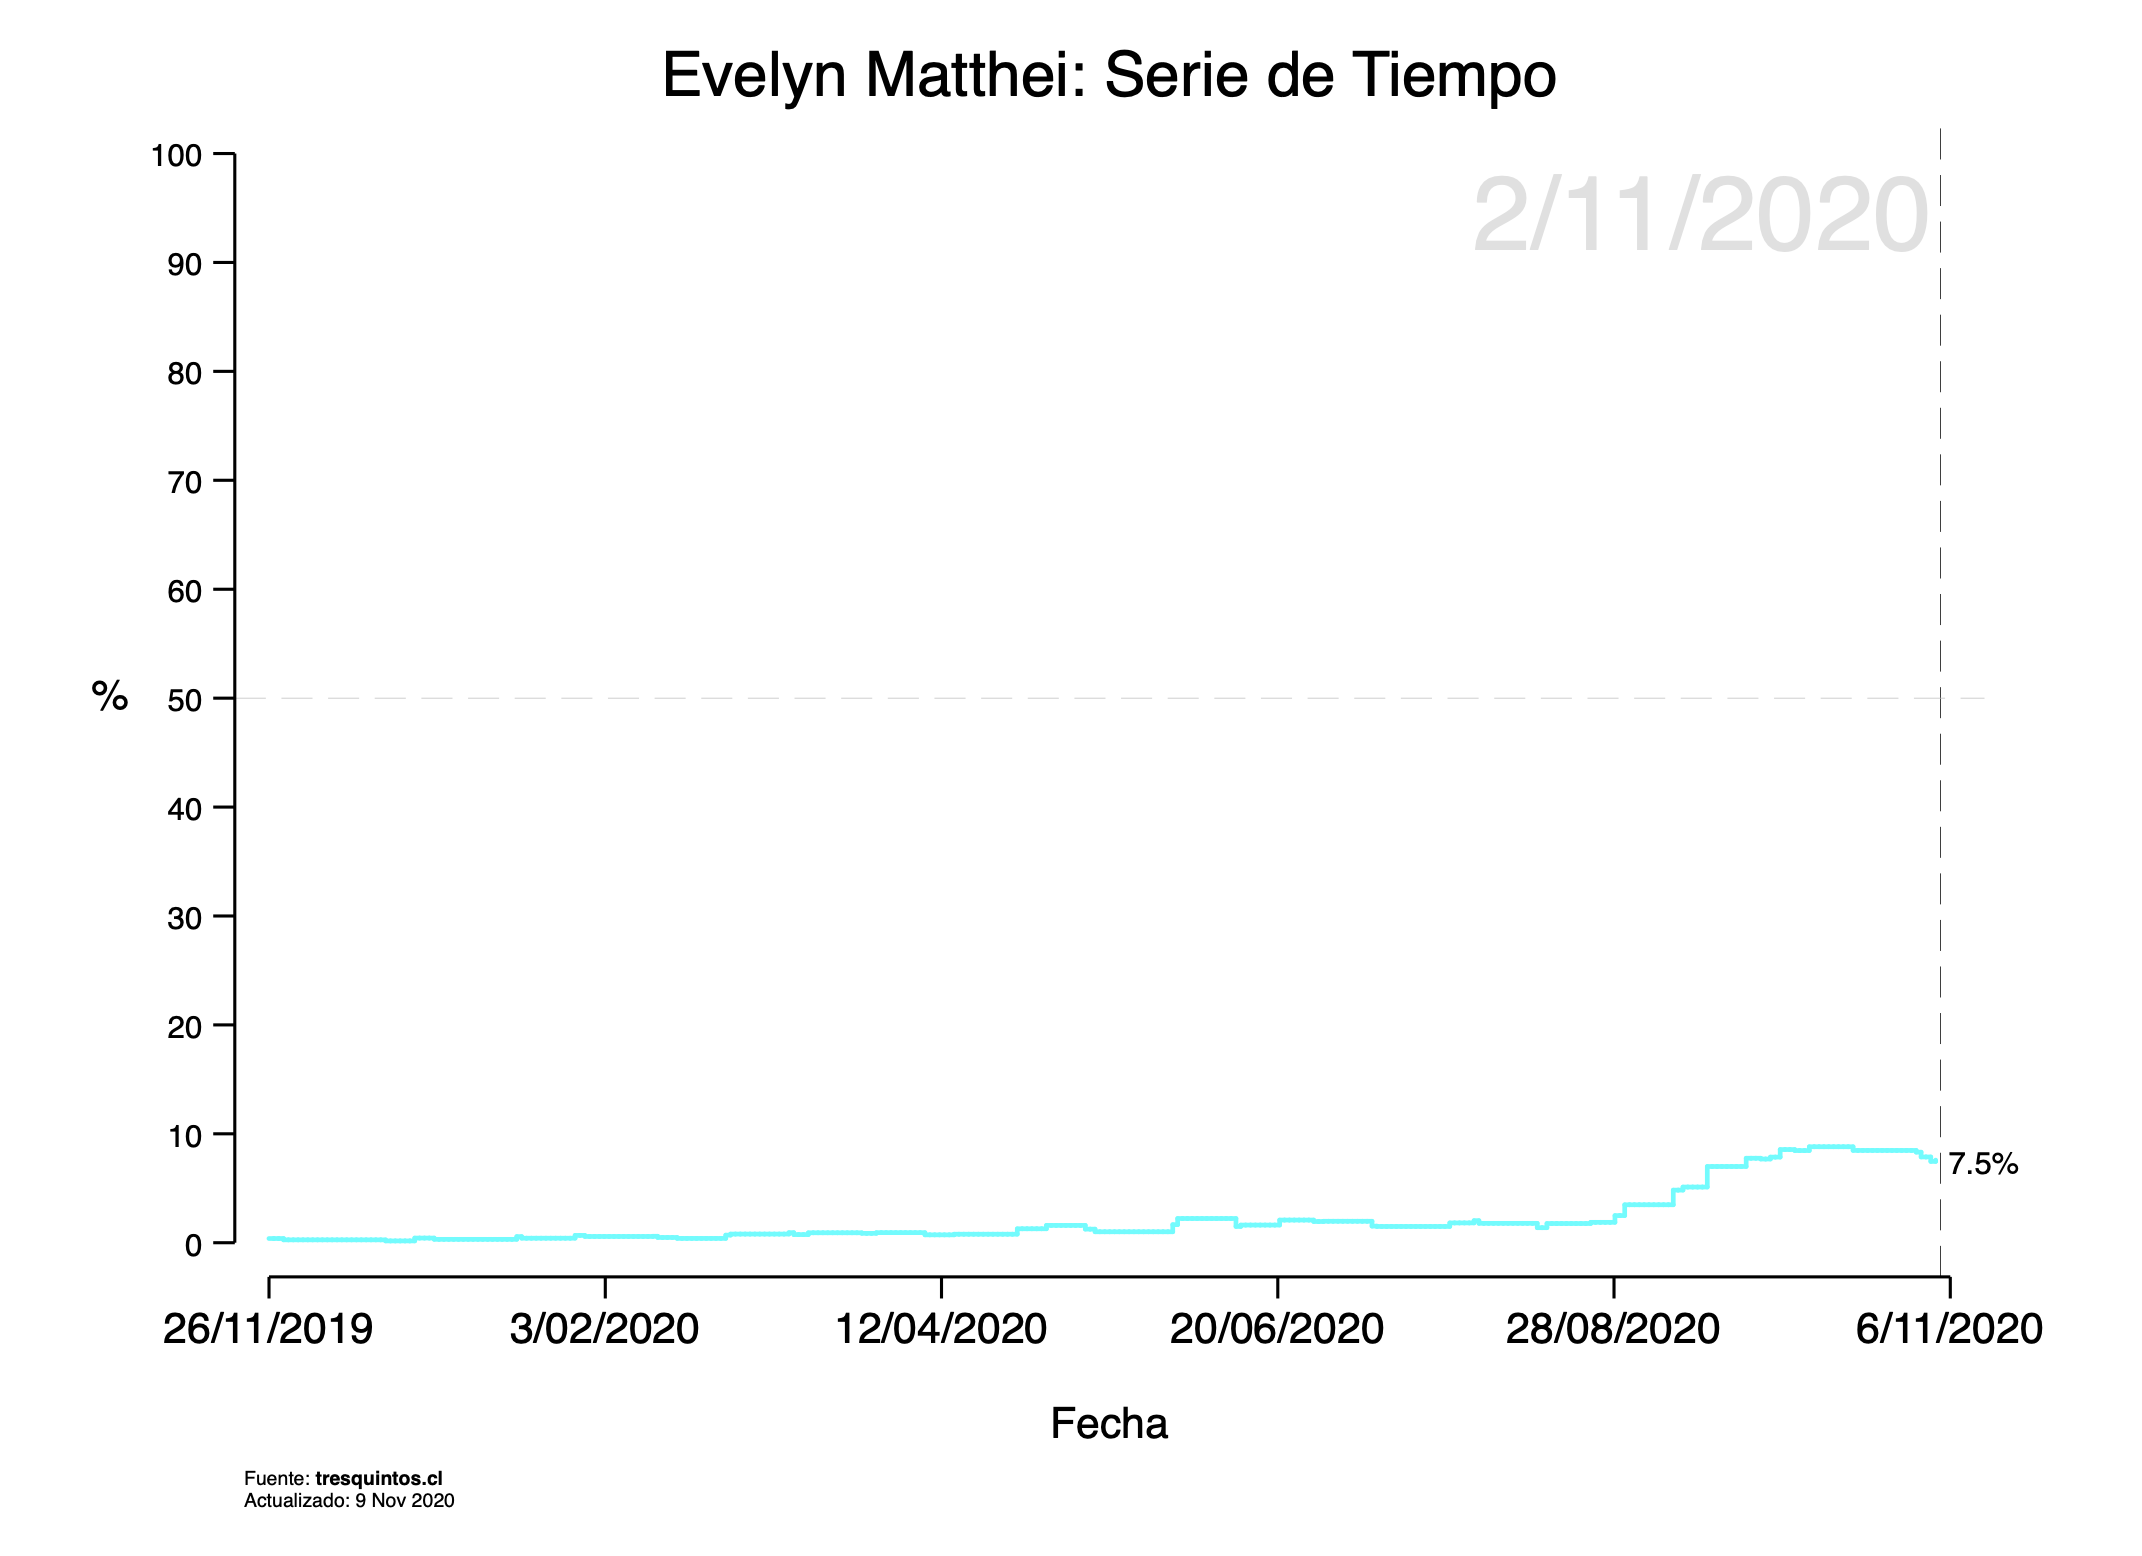 Evelyn Matthei: Serie de Tiempo
2/11/2020
100
90
80
70
60
%
50
40
30
20
10
0
7.5%
26/11/2019 3/02/2020 12/04/2020 20/06/2020 28/08/2020 6/11/2020
Fecha
Fuente: tresquintos.cl
Actualizado: 9 Nov 2020